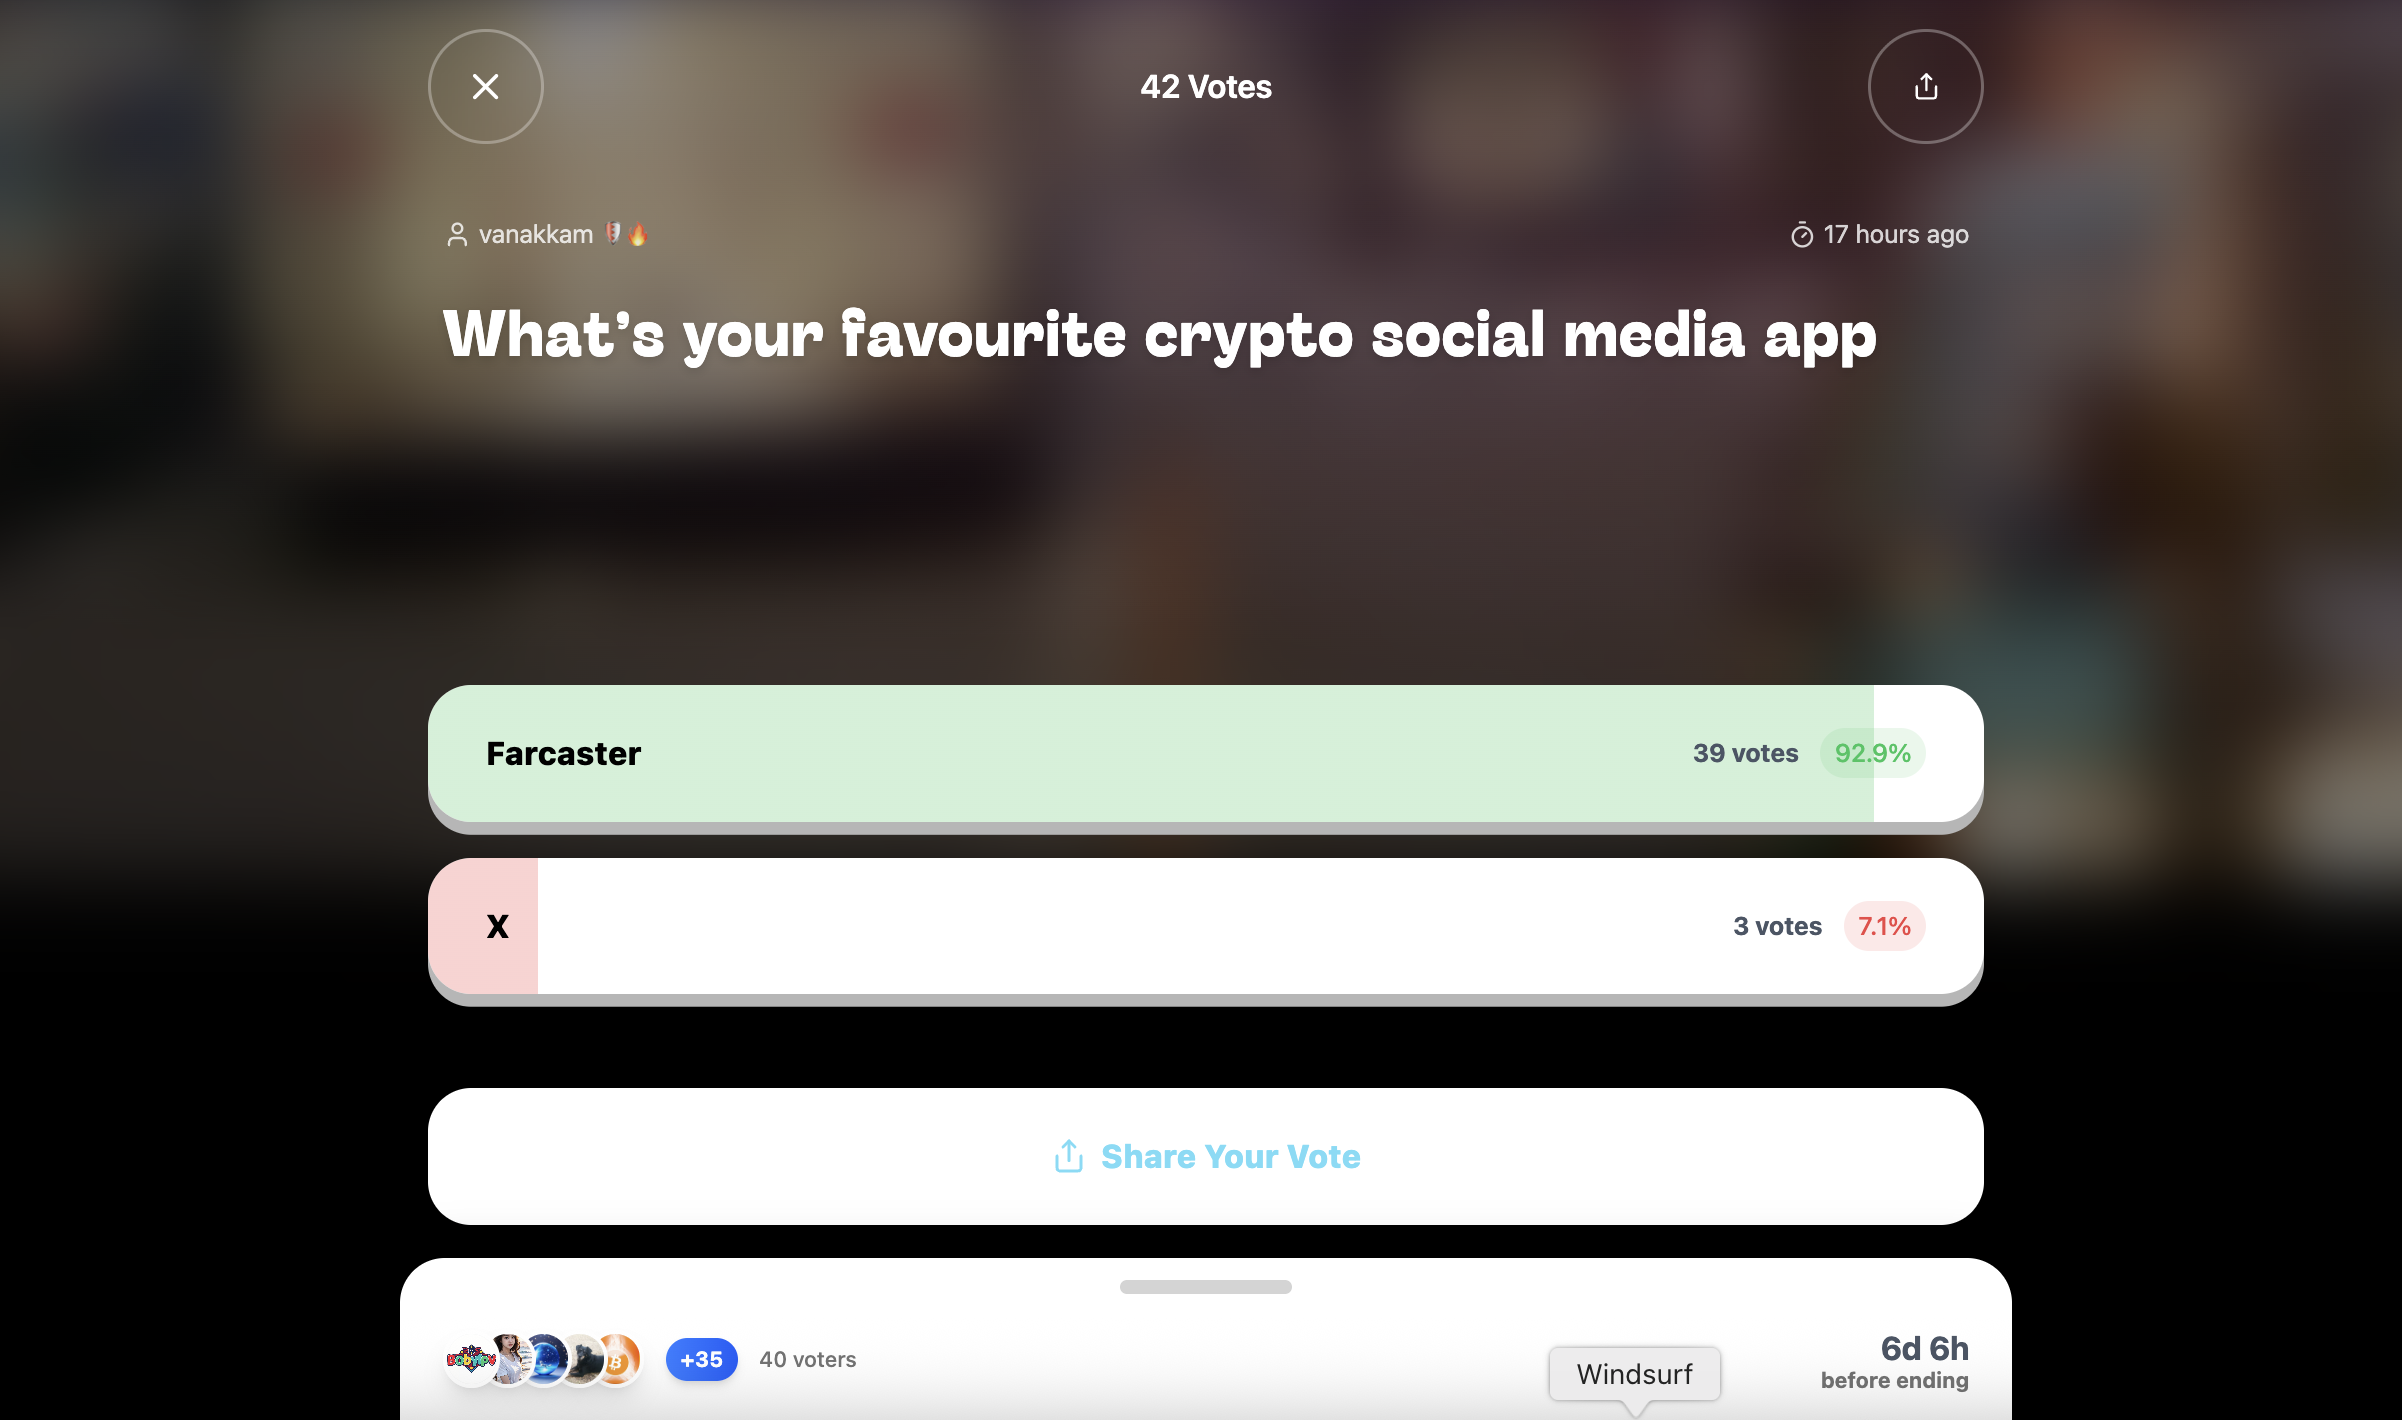 42 Votes
vanakkam 🎙️🔥
17 hours ago
What's your favourite crypto social media app
Farcaster
39 votes
92.9%
X
3 votes
7.1%
Share Your Vote
+35
40 voters
Windsurf
6d 6h
before ending